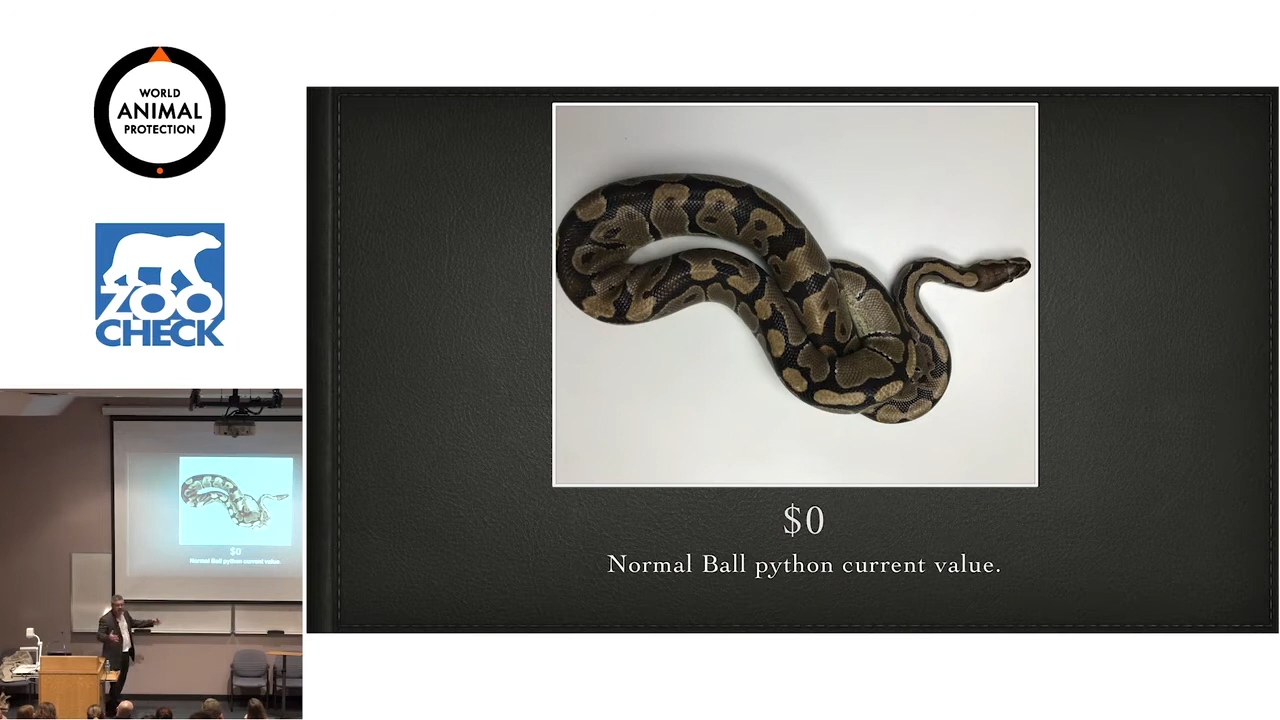 WORLD
ANIMAL
PROTECTION
ZOO
CHECK
$0
Normal Ball python current value.
$0
Normal Ball python current value.